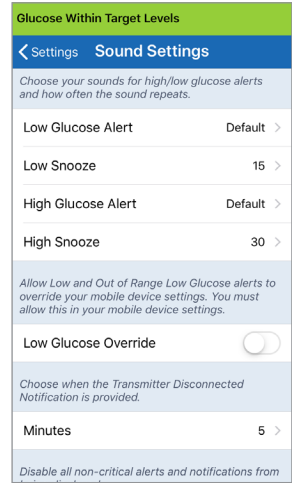 Glucose Within Target Levels
Settings Sound Settings
Choose your sounds for high/low glucose alerts
and how often the sound repeats.
Low Glucose Alert Default
Low Snooze 15
High Glucose Alert Default
High Snooze 30
Allow Low and Out of Range Low Glucose alerts to
override your mobile device settings. You must
allow this in your mobile device settings.
Low Glucose Override
Choose when the Transmitter Disconnected
Notification is provided.
Minutes 5
Disable all non-critical alerts and notifications from